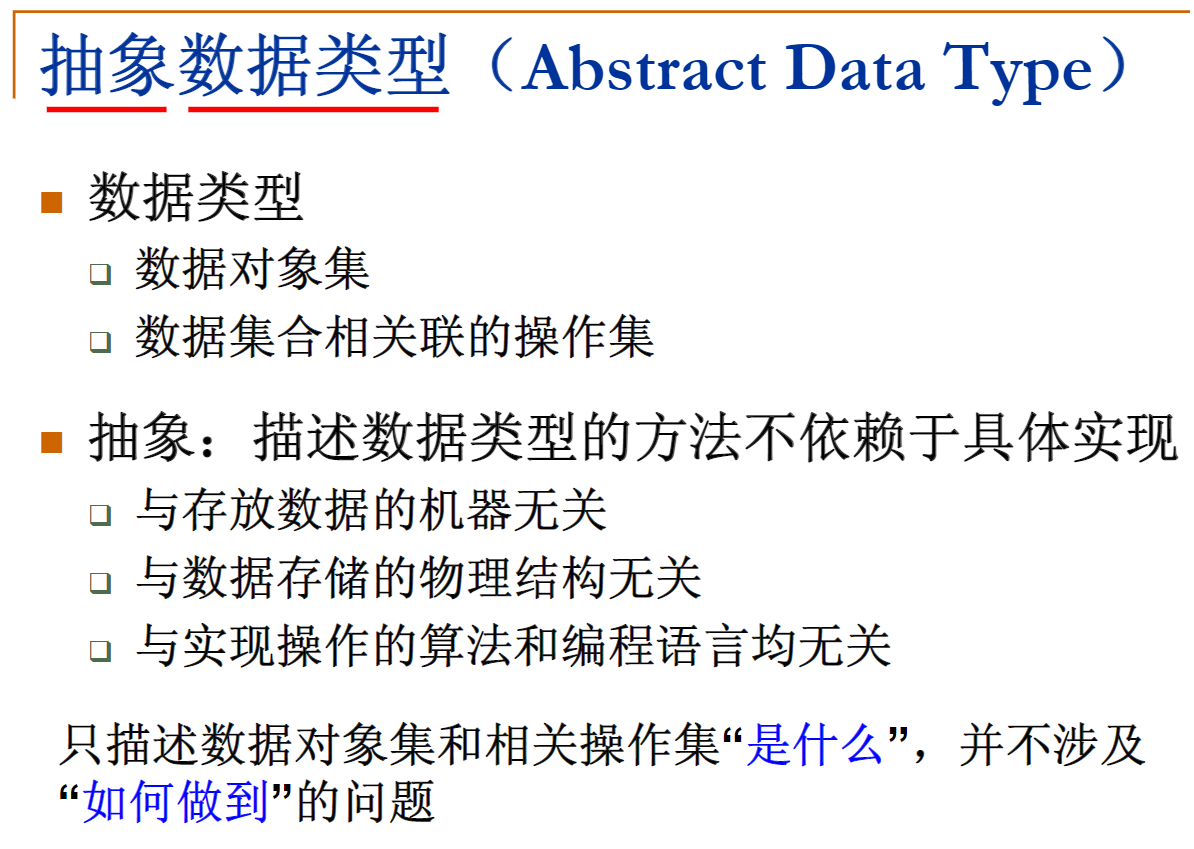 抽象数据类型（Abstract Data Type）
数据类型
数据对象集
数据集合相关联的操作集
抽象：描述数据类型的方法不依赖于具体实现
与存放数据的机器无关
与数据存储的物理结构无关
与实现操作的算法和编程语言均无关
只描述数据对象集和相关操作集“是什么”，并不涉及
“如何做到”的问题